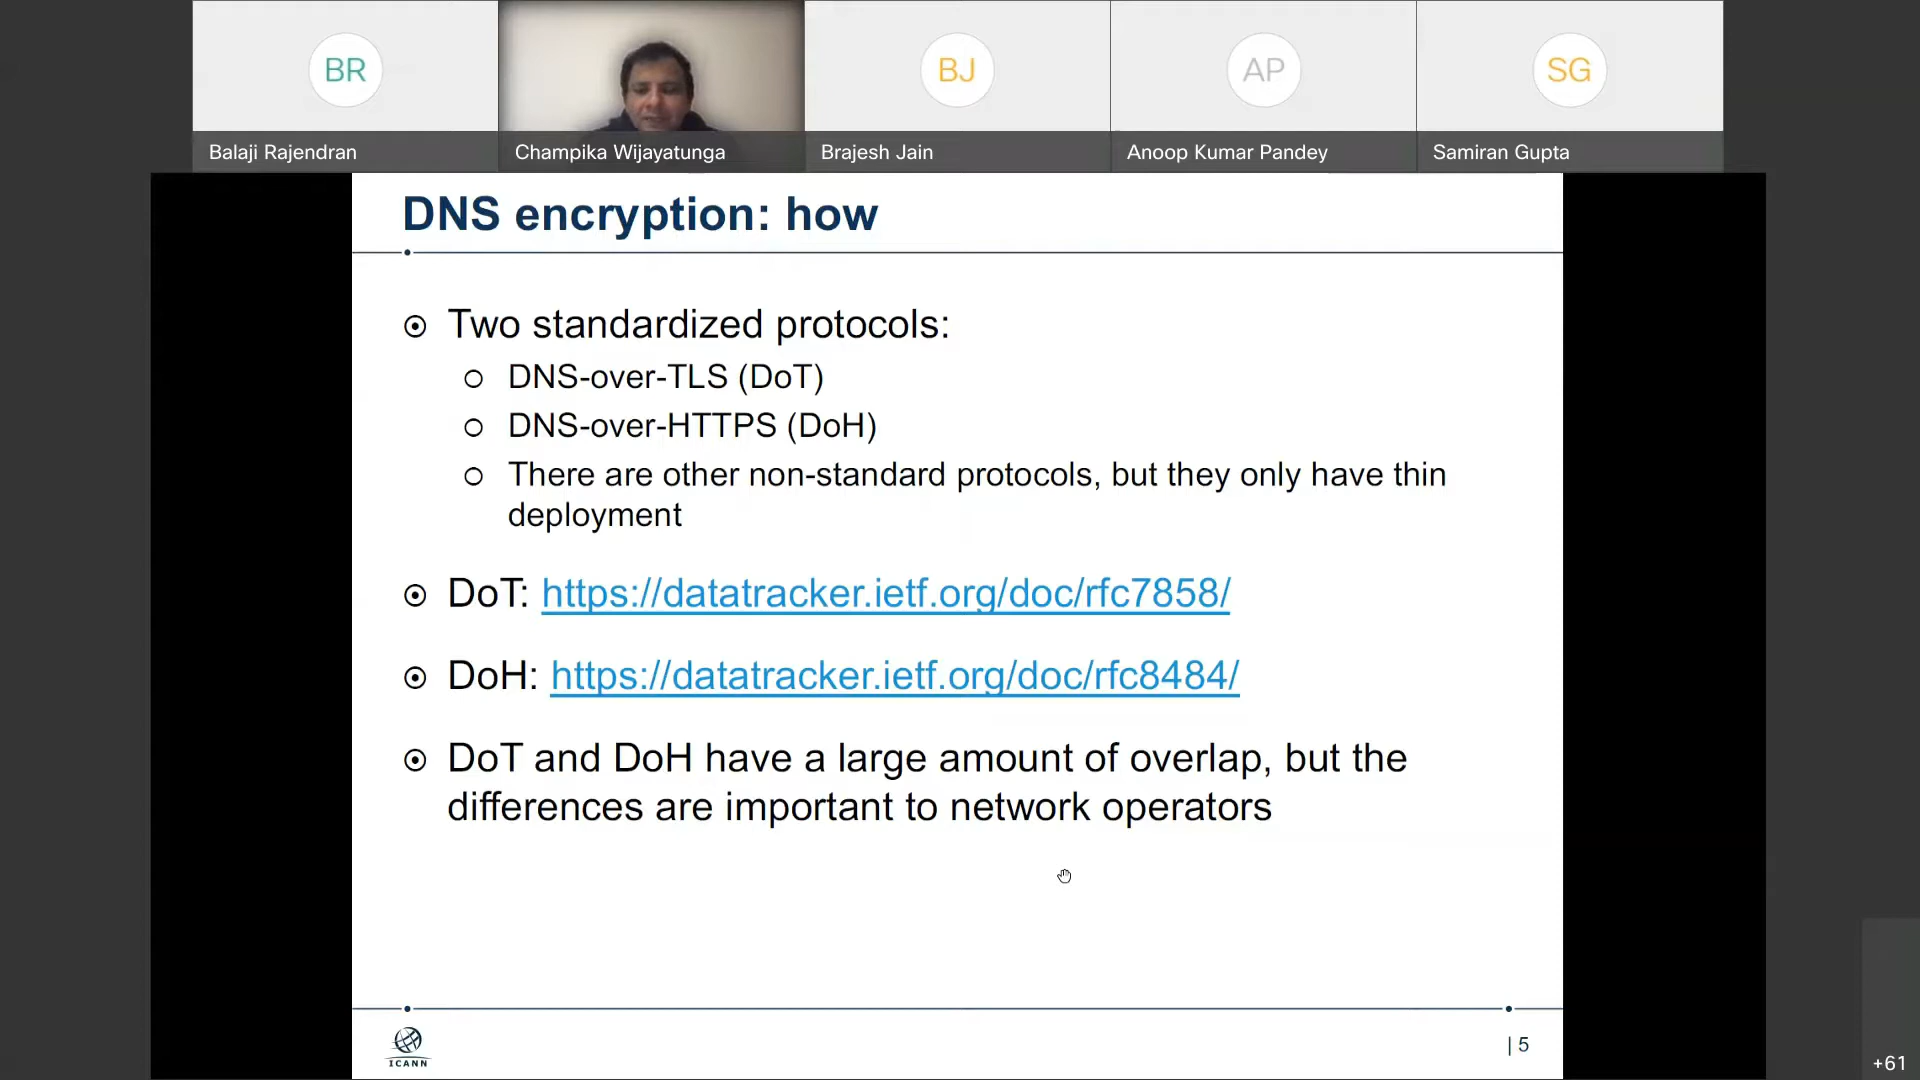 BR
BJ
AP
SG
Balaji Rajendran
Champika Wijayatunga
Brajesh Jain
Anoop Kumar Pandey
Samiran Gupta
DNS encryption: how
Two standardized protocols:
DNS-over-TLS (DoT)
DNS-over-HTTPS (DoH)
There are other non-standard protocols, but they only have thin
deployment
DoT: https://datatracker.ietf.org/doc/rfc7858/
DoH: https://datatracker.ietf.org/doc/rfc8484/
DoT and DoH have a large amount of overlap, but the
differences are important to network operators
ICANN
| 5
+61